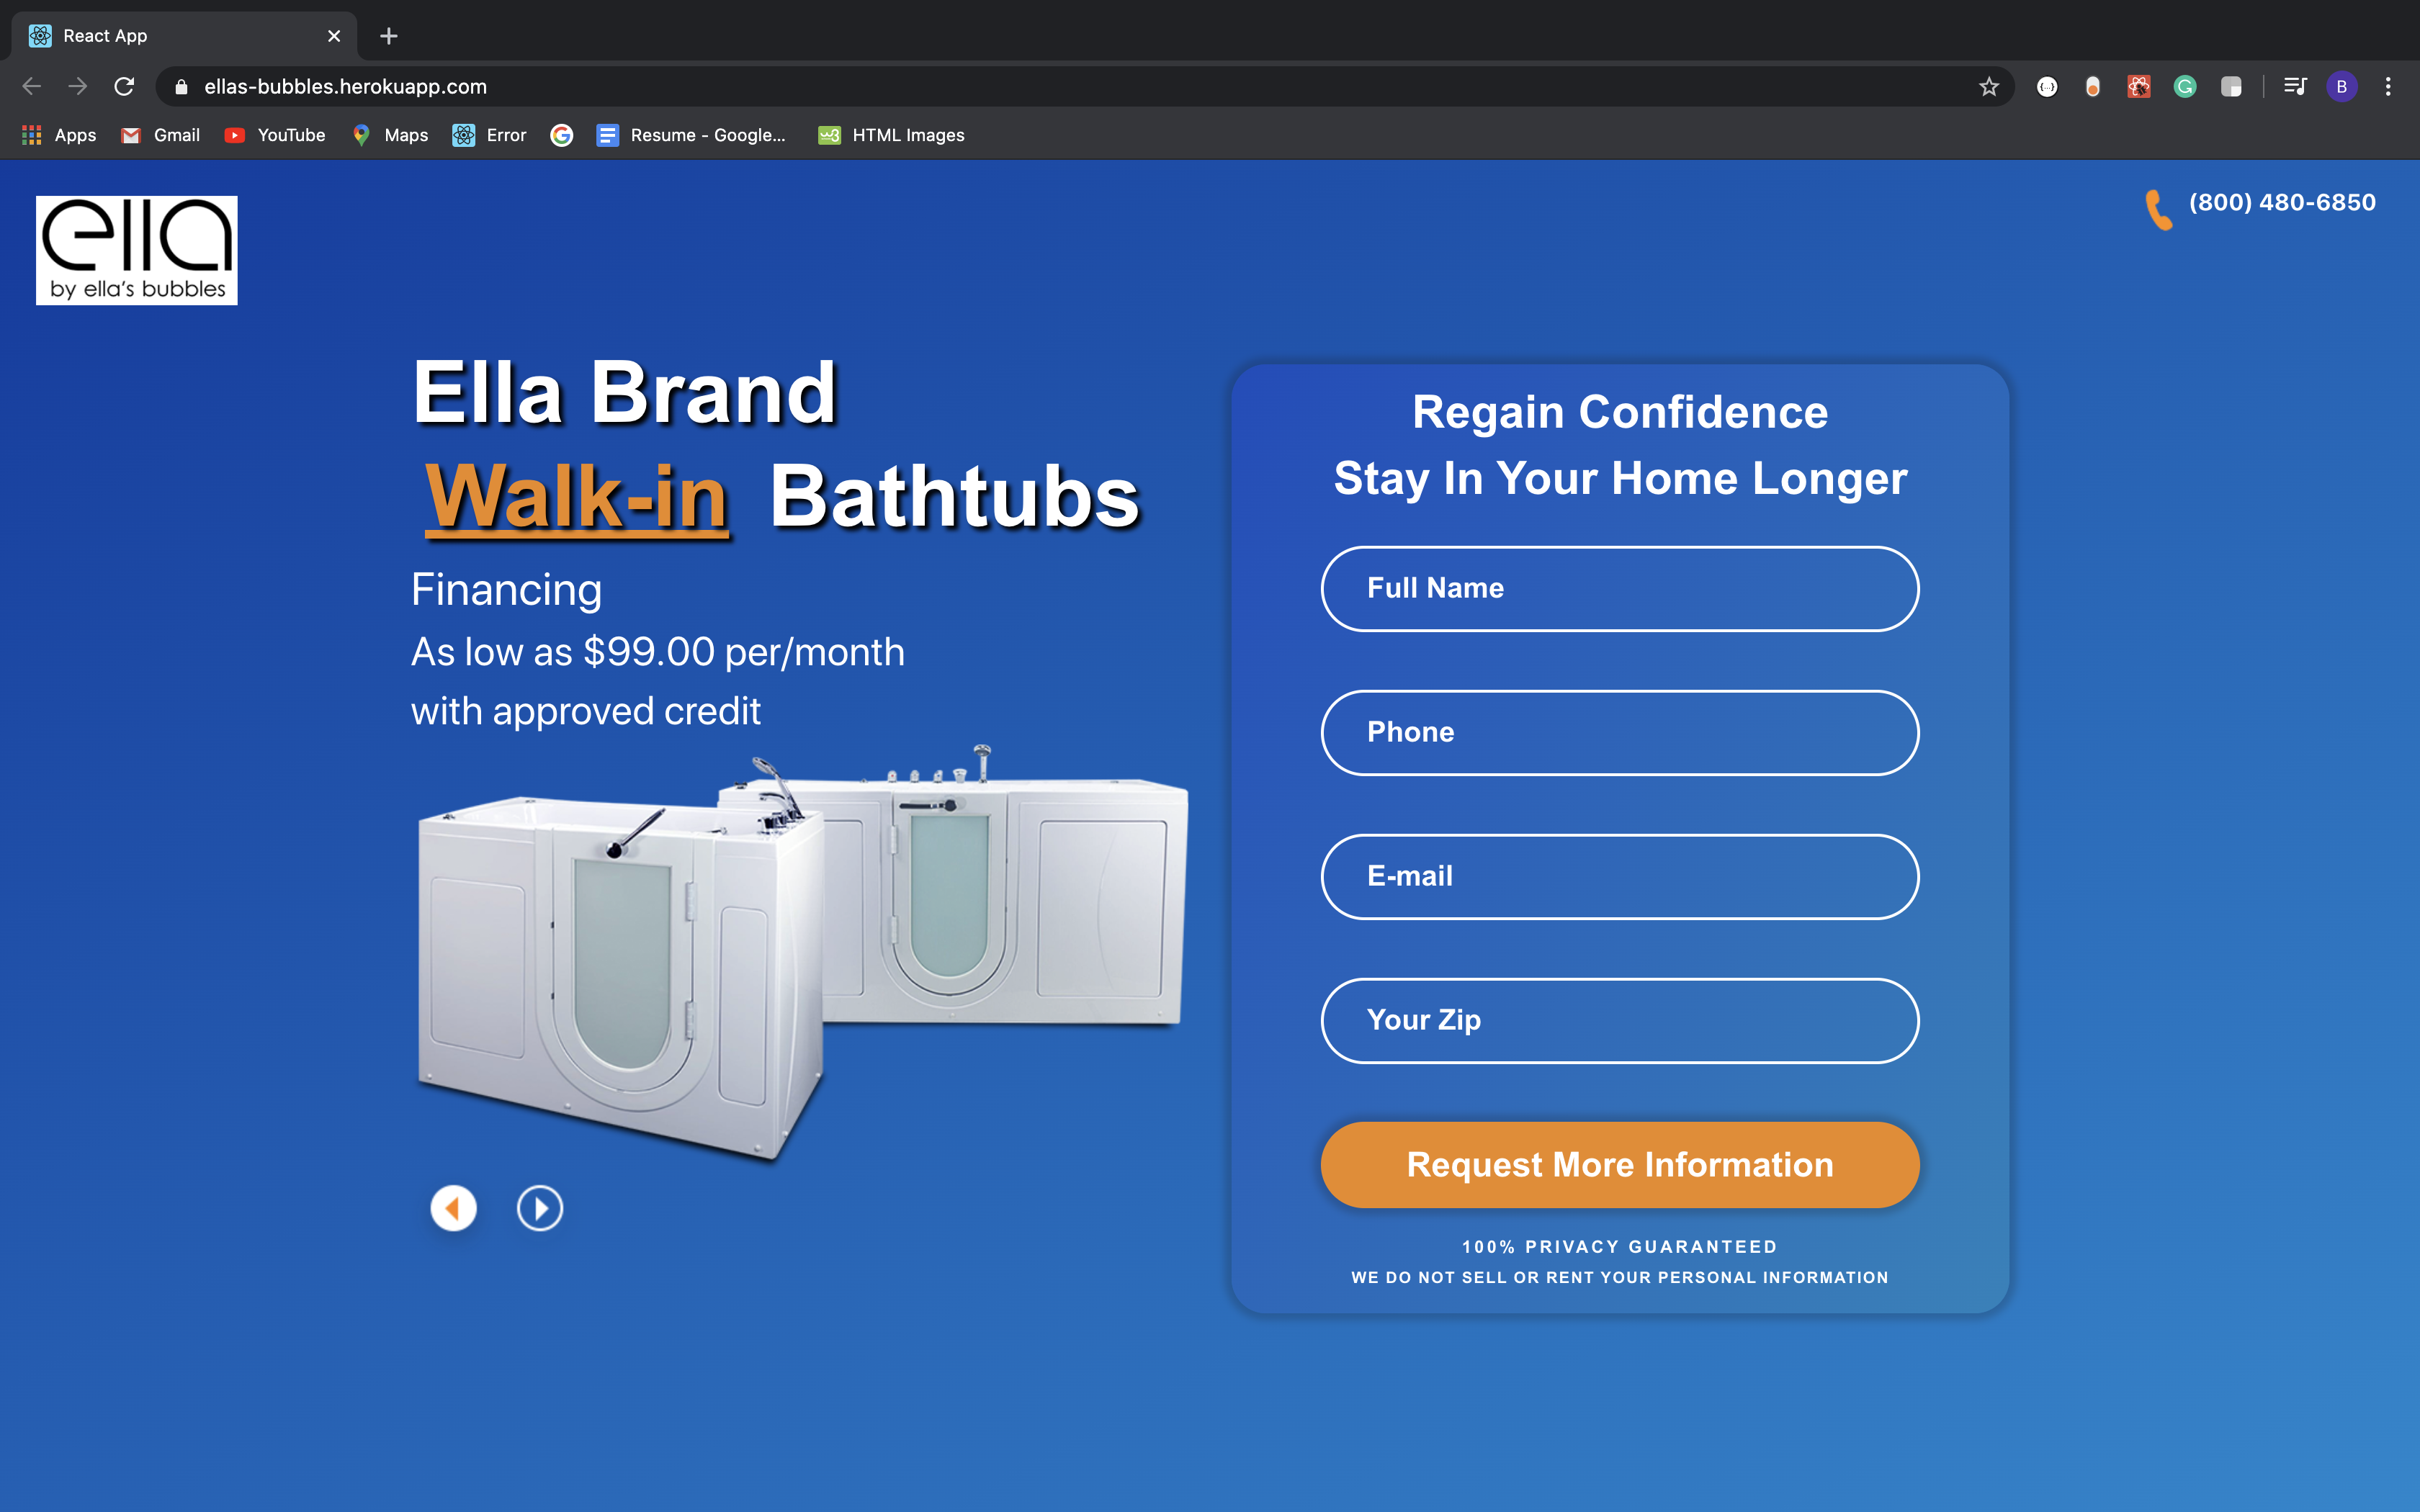 React App
ellas-bubbles.herokuapp.com
B
Apps
Gmail
YouTube
Maps
Error
Resume - Google...
HTML Images
ella
by ella's bubbles
(800) 480-6850
Ella Brand
Walk-in Bathtubs
Financing
As low as $99.00 per/month
with approved credit
Regain Confidence
Stay In Your Home Longer
Full Name
Phone
E-mail
Your Zip
Request More Information
100% PRIVACY GUARANTEED
WE DO NOT SELL OR RENT YOUR PERSONAL INFORMATION